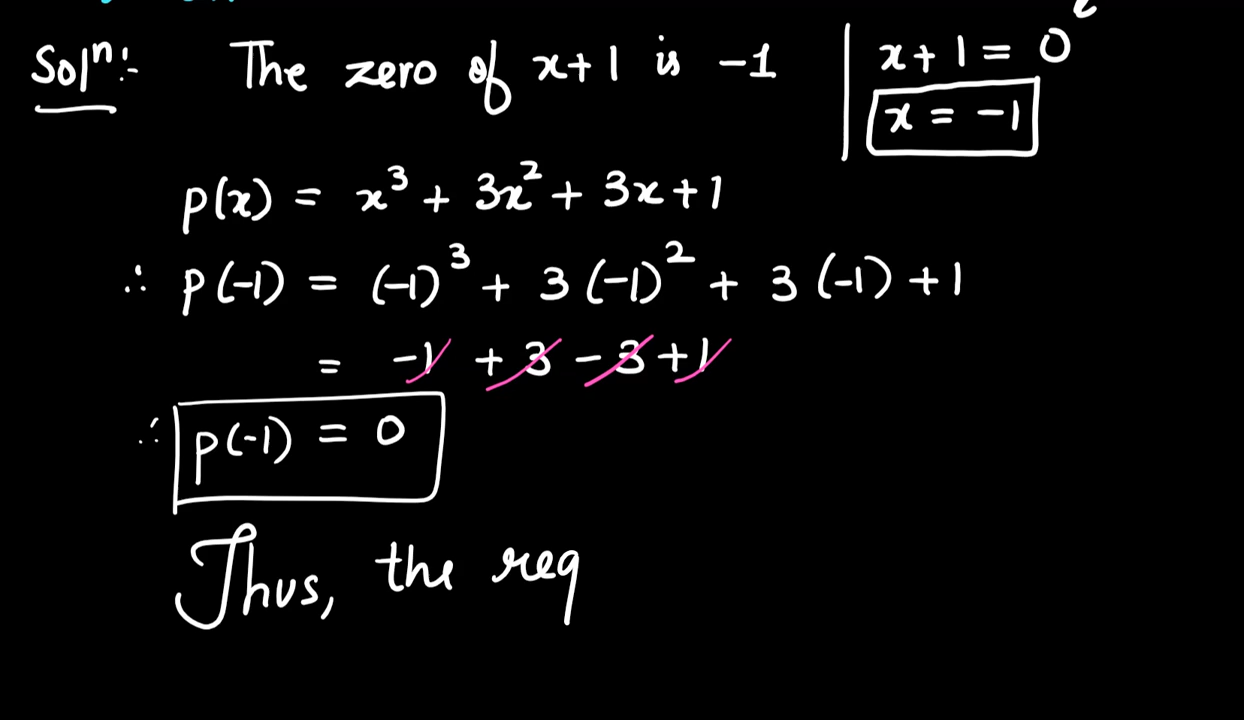 Solⁿ:- The zero of x+1 is -1
x+1 = 0
x = -1
p(x) = x³ + 3x² + 3x+1
∴ p(-1) = (-1)³ + 3(-1)² + 3(-1)+1
= -1 +3 -3 +1
∴ p(-1) = 0
Thus, the req